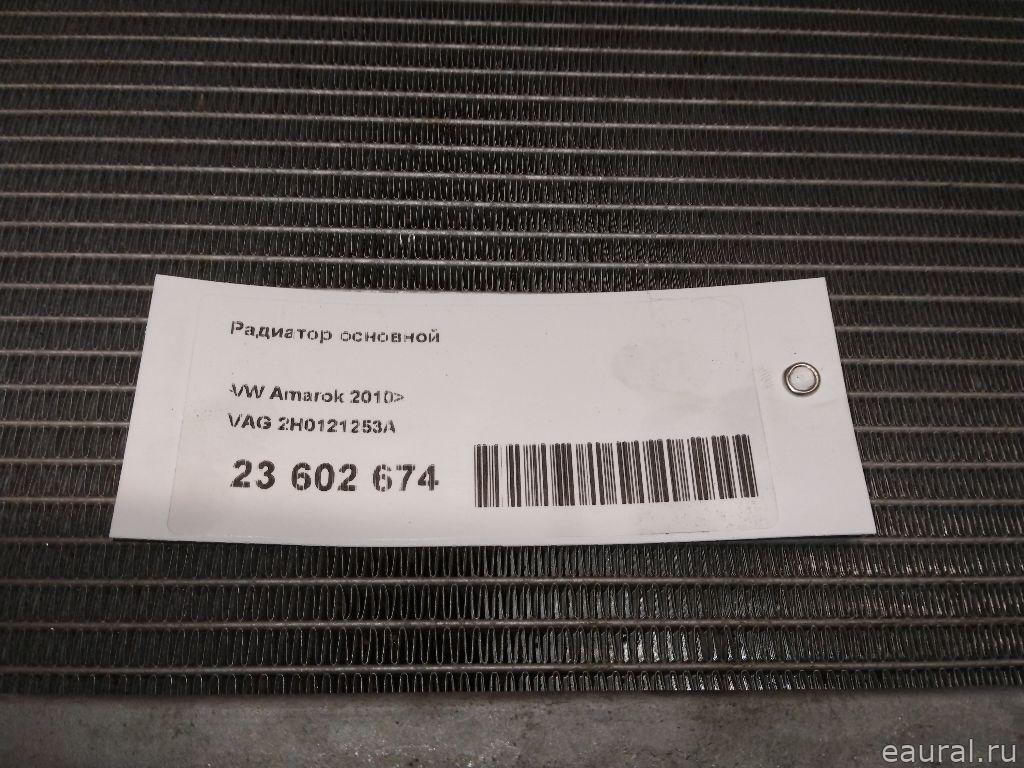 Радиатор основной
VW Amarok 2010>
VAG 2H0121253A
23 602 674
eaural.ru